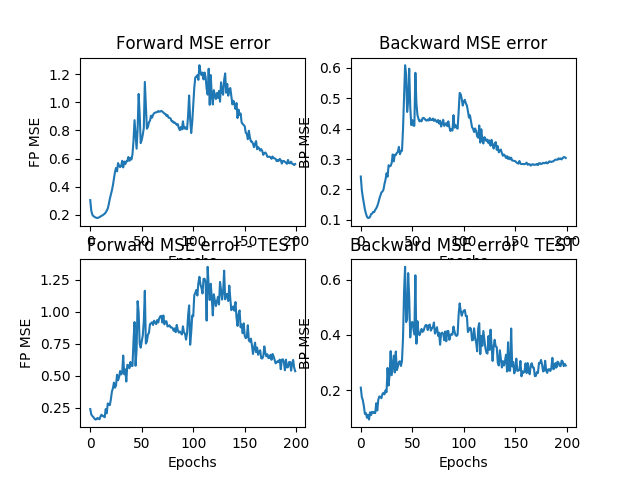 Forward MSE error
Backward MSE error
FP MSE
1.2
1.0
0.8
0.6
0.4
0.2
0 50 100 150 200
Epochs
BP MSE
0.6
0.5
0.4
0.3
0.2
0.1
0 50 100 150 200
Epochs
Forward MSE error - TEST
Backward MSE error - TEST
FP MSE
1.25
1.00
0.75
0.50
0.25
0 50 100 150 200
Epochs
BP MSE
0.6
0.4
0.2
0 50 100 150 200
Epochs